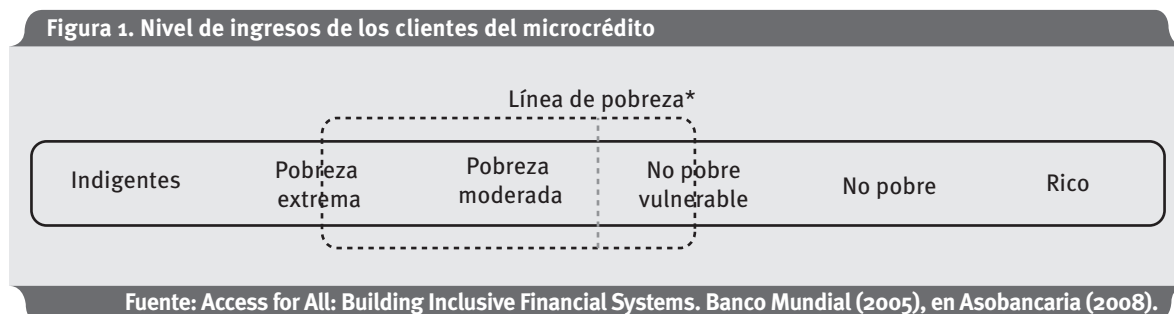 Figura 1. Nivel de ingresos de los clientes del microcrédito
Línea de pobreza*
Indigentes
Pobreza
extrema
Pobreza
moderada
No pobre
vulnerable
No pobre
Rico
Fuente: Access for All: Building Inclusive Financial Systems. Banco Mundial (2005), en Asobancaria (2008).